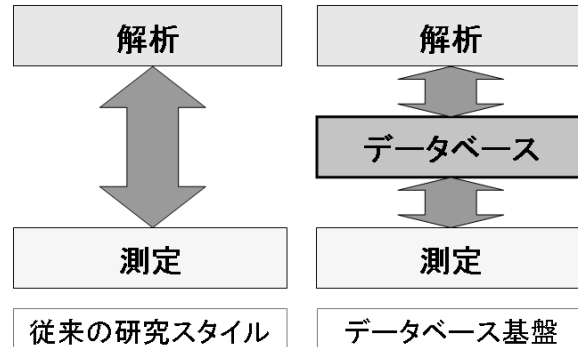 解析
測定
従来の研究スタイル
解析
データベース
測定
データベース基盤